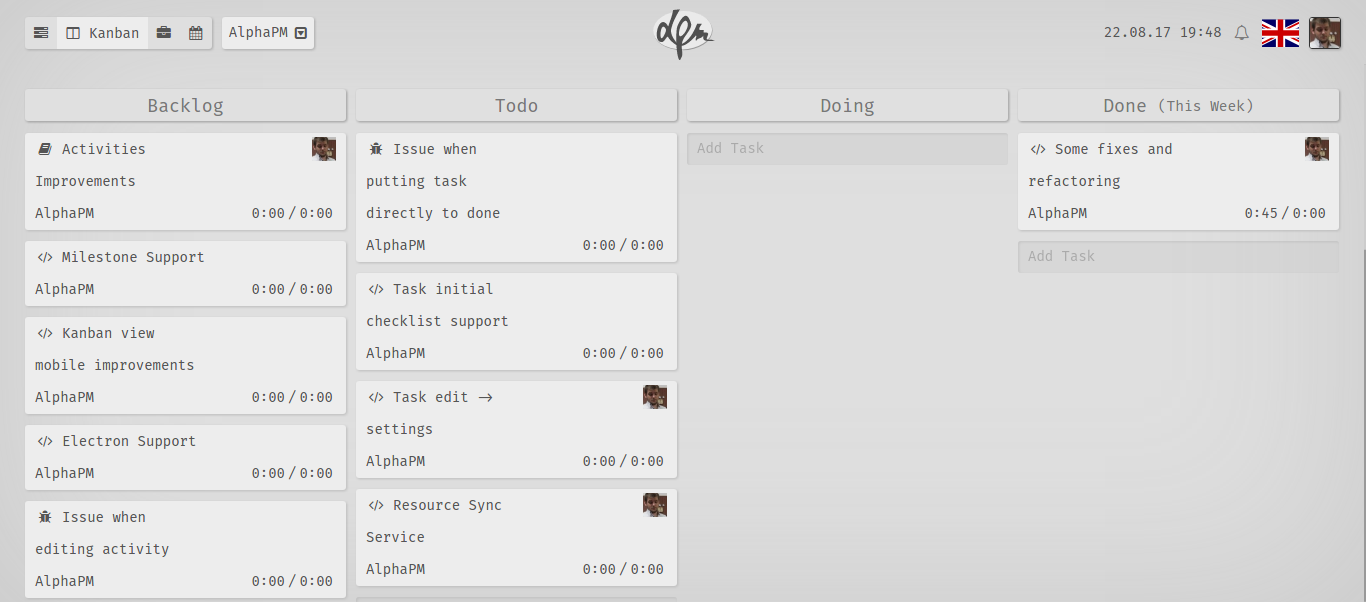 Kanban
AlphaPM
dpm
22.08.17 19:48
Backlog
Activities
Improvements
AlphaPM 0:00/0:00
Milestone Support
AlphaPM 0:00/0:00
Kanban view
mobile improvements
AlphaPM 0:00/0:00
Electron Support
AlphaPM 0:00/0:00
Issue when
editing activity
AlphaPM 0:00/0:00
Todo
Issue when
putting task
directly to done
AlphaPM 0:00/0:00
Task initial
checklist support
AlphaPM 0:00/0:00
Task edit →
settings
AlphaPM 0:00/0:00
Resource Sync
Service
AlphaPM 0:00/0:00
Doing
Add Task
Done (This Week)
Some fixes and
refactoring
AlphaPM 0:45/0:00
Add Task